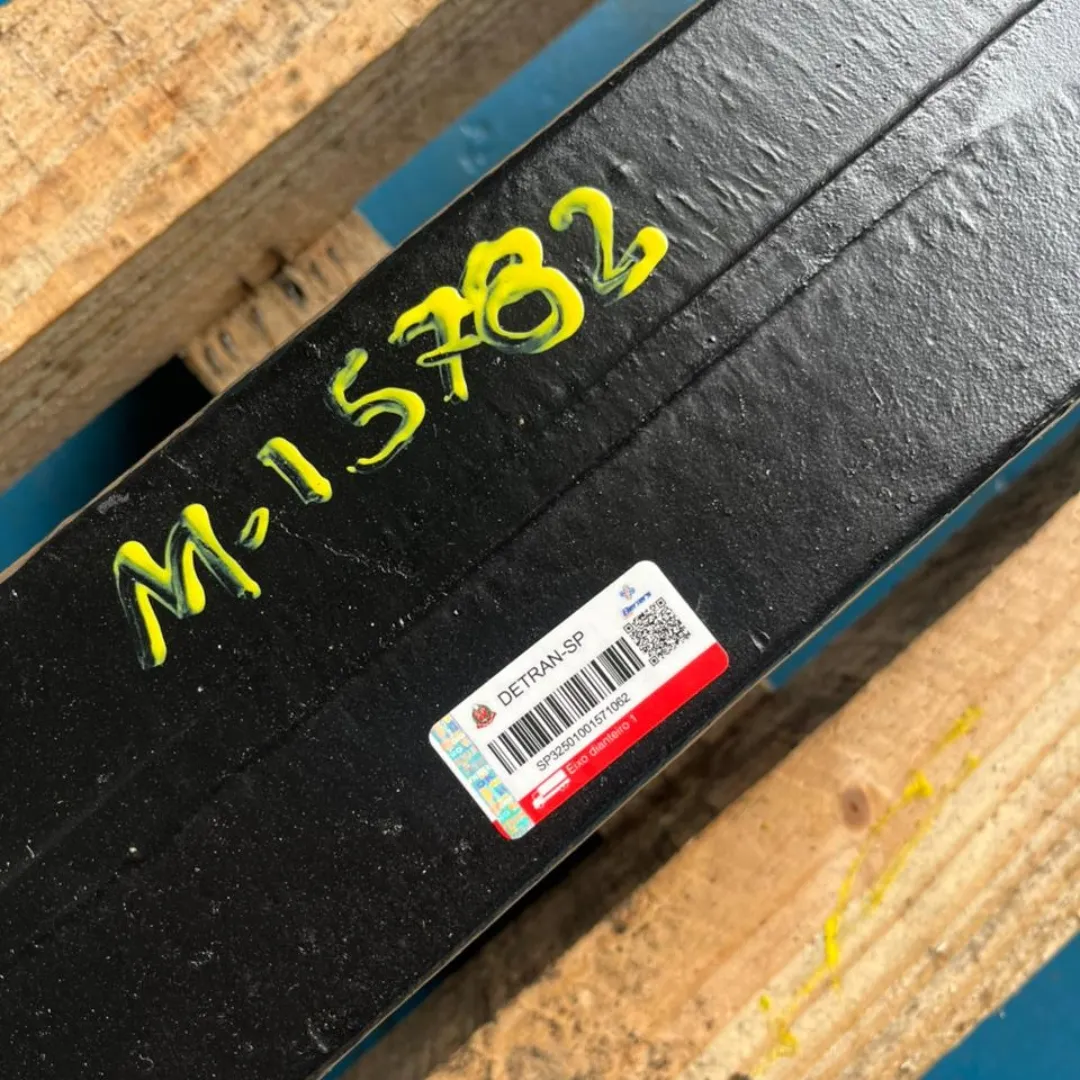 M.15782
DETRAN-SP
SP32501001571062
Eixo dianteiro 1